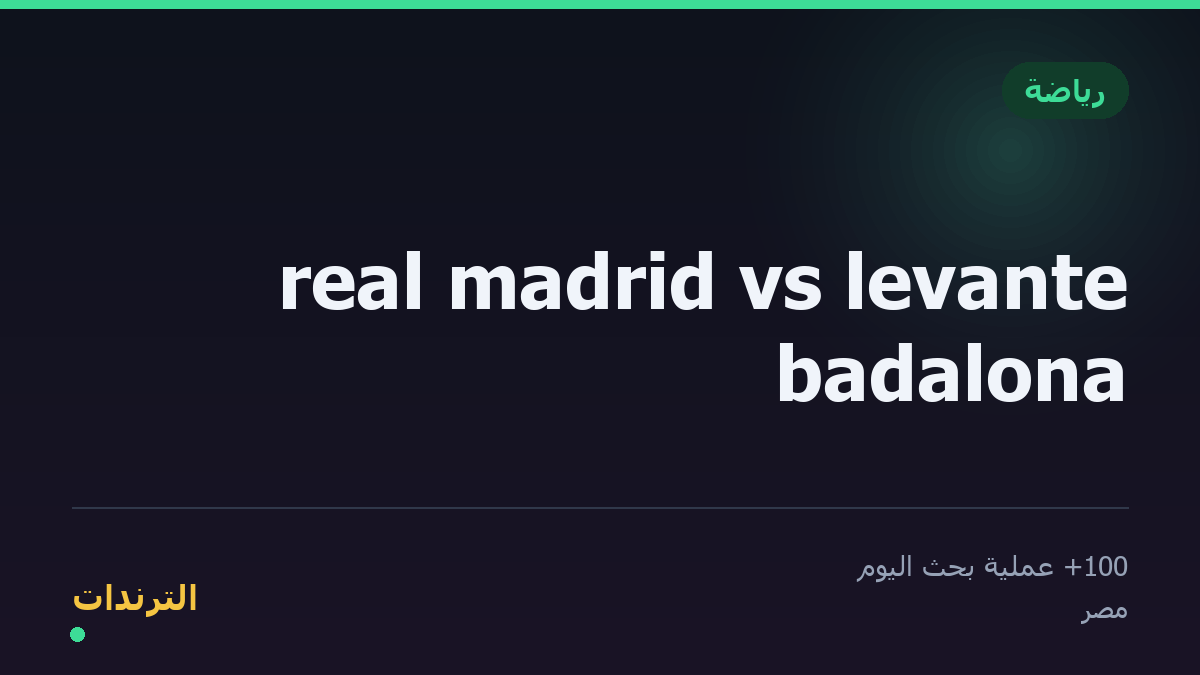 رياضة
real madrid vs levante
badalona
100+ عملية بحث اليوم
مصر
الترندات